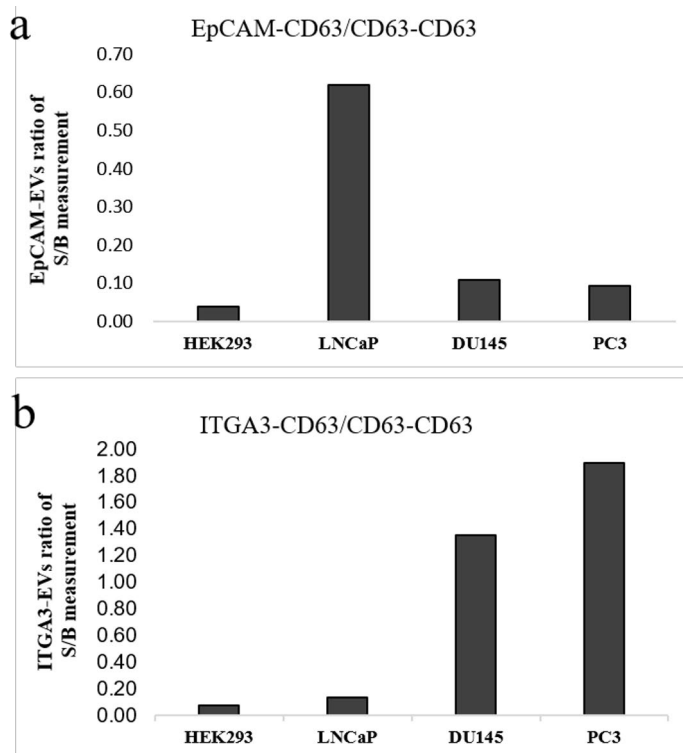 a
EpCAM-CD63/CD63-CD63
EpCAM-EVs ratio of
S/B measurement
0.70
0.60
0.50
0.40
0.30
0.20
0.10
0.00
HEK293 LNCaP DU145 PC3
b
ITGA3-CD63/CD63-CD63
ITGA3-EVs ratio of
S/B measurement
2.00
1.80
1.60
1.40
1.20
1.00
0.80
0.60
0.40
0.20
0.00
HEK293 LNCaP DU145 PC3